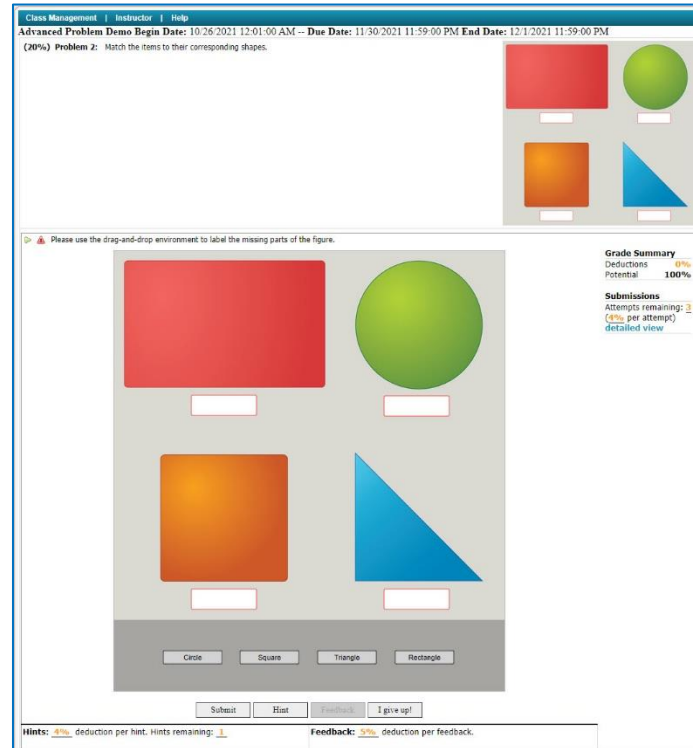 Class Management | Instructor | Help
Advanced Problem Demo Begin Date: 10/26/2021 12:01:00 AM -- Due Date: 11/30/2021 11:59:00 PM End Date: 12/1/2021 11:59:00 PM
(20%) Problem 2: Match the items to their corresponding shapes.
Please use the drag-and-drop environment to label the missing parts of the figure.
Grade Summary
Deductions 0%
Potential 100%
Submissions
Attempts remaining: 3
(4% per attempt)
detailed view
Circle Square Triangle Rectangle
Submit Hint Feedback I give up!
Hints: 4% deduction per hint. Hints remaining: 1
Feedback: 5% deduction per feedback.